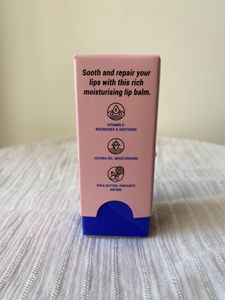 Sooth and repair your
lips with this rich
moisturising lip balm.
VITAMIN E:
NOURISHES & SOOTHING
JOJOBA OIL: MOISTURISING
SHEA BUTTER: PREVENTS
DRYING